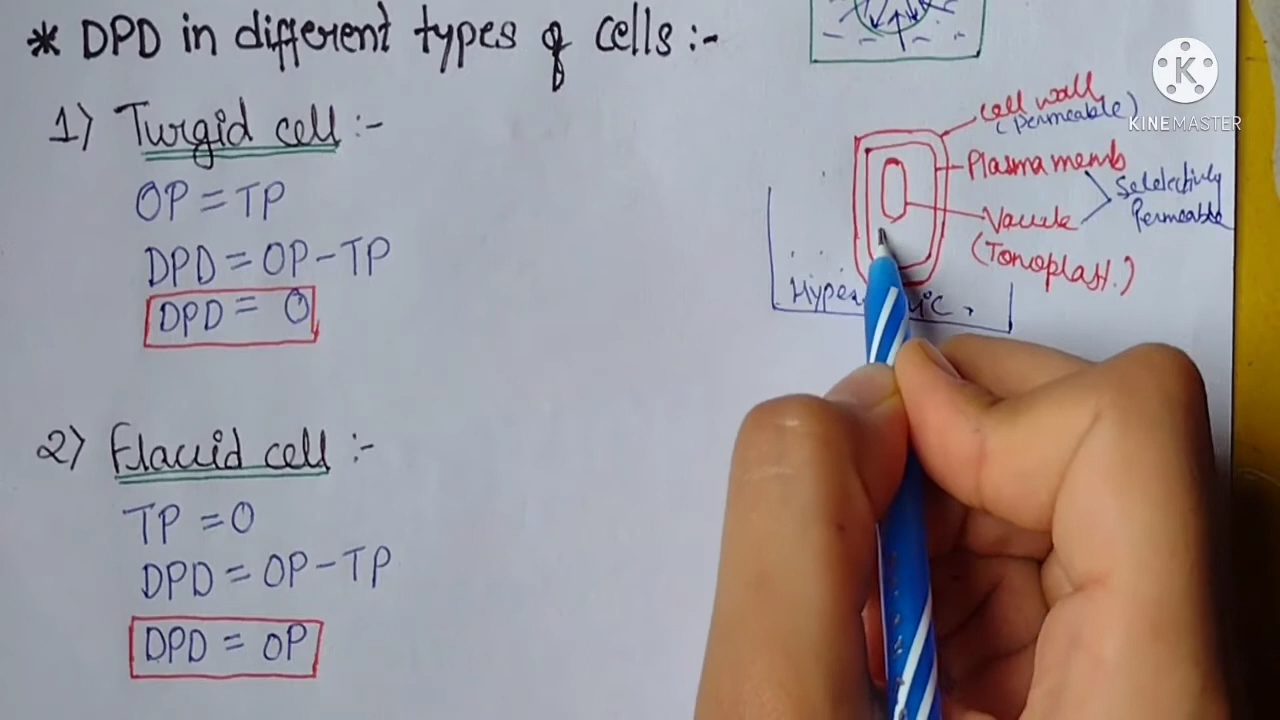 * DPD in different types of cells :-
1) Turgid cell :-
OP = TP
DPD = OP - TP
DPD = 0
2) Flaccid cell :-
TP = 0
DPD = OP - TP
DPD = OP
cell wall
(permeable)
Plasma memb
Selectively
Permeable
(Tonoplast.)
KINEMASTER